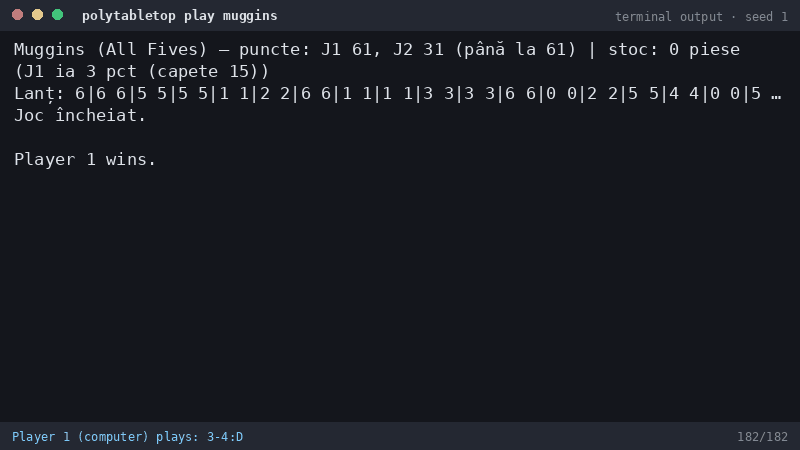 polytabletop play muggins
terminal output · seed 1
Muggins (All Fives) — puncte: J1 61, J2 31 (până la 61) | stoc: 0 piese
(J1 ia 3 pct (capete 15))
Lanț: 6|6 6|5 5|5 5|1 1|2 2|6 6|1 1|1 1|3 3|3 3|6 6|0 0|2 2|5 5|4 4|0 0|5 …
Joc încheiat.
Player 1 wins.
Player 1 (computer) plays: 3-4:D
182/182